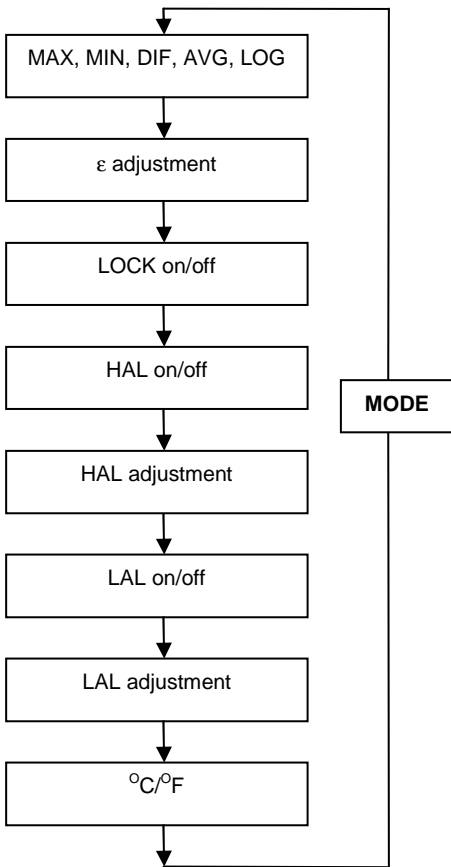 MAX, MIN, DIF, AVG, LOG
ε adjustment
LOCK on/off
HAL on/off
MODE
HAL adjustment
LAL on/off
LAL adjustment
°C/°F